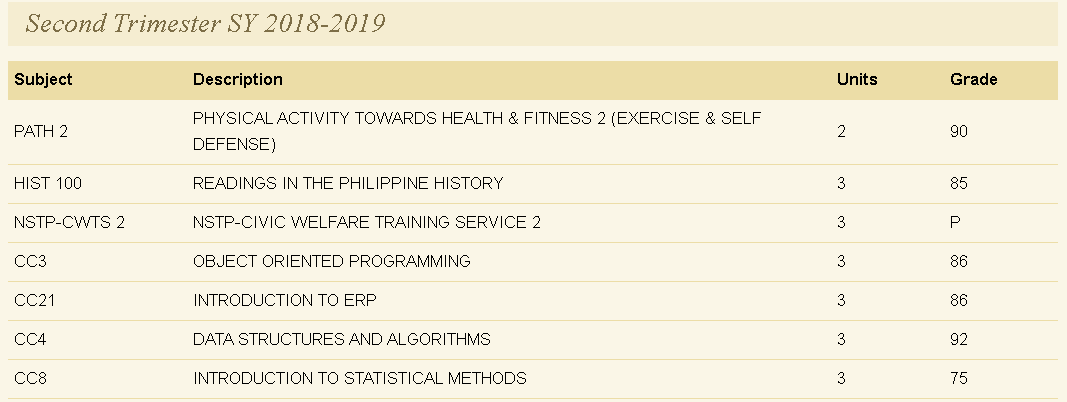 Second Trimester SY 2018-2019
Subject Description Units Grade
PATH 2 PHYSICAL ACTIVITY TOWARDS HEALTH & FITNESS 2 (EXERCISE & SELF DEFENSE) 2 90
HIST 100 READINGS IN THE PHILIPPINE HISTORY 3 85
NSTP-CWTS 2 NSTP-CIVIC WELFARE TRAINING SERVICE 2 3 P
CC3 OBJECT ORIENTED PROGRAMMING 3 86
CC21 INTRODUCTION TO ERP 3 86
CC4 DATA STRUCTURES AND ALGORITHMS 3 92
CC8 INTRODUCTION TO STATISTICAL METHODS 3 75